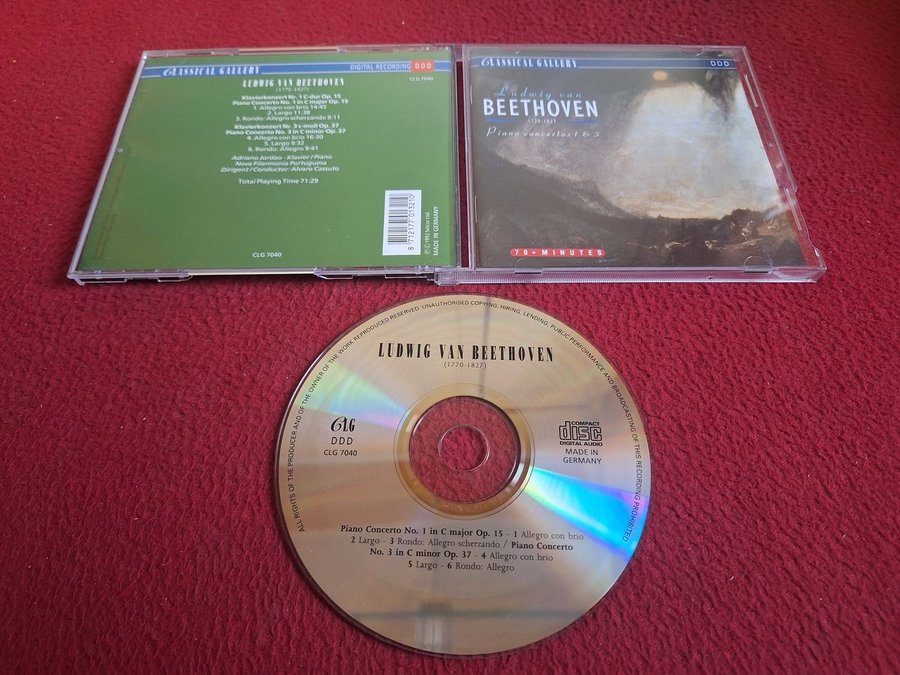 CLASSICAL GALLERY
DIGITAL RECORDING DDD
CLG 7040
LUDWIG VAN BEETHOVEN
(1770-1827)
Klavierkonzert Nr. 1 C-dur Op. 15
Piano Concerto No. 1 in C major Op. 15
1. Allegro con brio 14:45
2. Largo 11:38
3. Rondo: Allegro scherzando 9:11
Klavierkonzert Nr. 3 c-moll Op. 37
Piano Concerto No. 3 in C minor Op. 37
4. Allegro con brio 16:30
5. Largo 9:32
6. Rondo: Allegro 9:41
Adriano Jordao - Klavier / Piano
Nova Filarmonia Portuguesa
Dirigent / Conductor: Alvaro Cassuto
Total Playing Time 71:29
CLG 7040
8 712177 013210
℗ © 1992 Selcor Ltd.
MADE IN GERMANY
CLASSICAL GALLERY
DDD
Ludwig van
BEETHOVEN
1770-1827
Piano concertos 1 & 3
70+ MINUTES
ALL RIGHTS OF THE PRODUCER AND OF THE OWNER OF THE WORK REPRODUCED RESERVED. UNAUTHORISED COPYING, HIRING, LENDING, PUBLIC PERFORMANCE AND BROADCASTING OF THIS RECORDING PROHIBITED
LUDWIG VAN BEETHOVEN
(1770-1827)
CLG
DDD
CLG 7040
COMPACT
disc
DIGITAL AUDIO
MADE IN
GERMANY
Piano Concerto No. 1 in C major Op. 15 - 1 Allegro con brio
2 Largo - 3 Rondo: Allegro scherzando / Piano Concerto
No. 3 in C minor Op. 37 - 4 Allegro con brio
5 Largo - 6 Rondo: Allegro